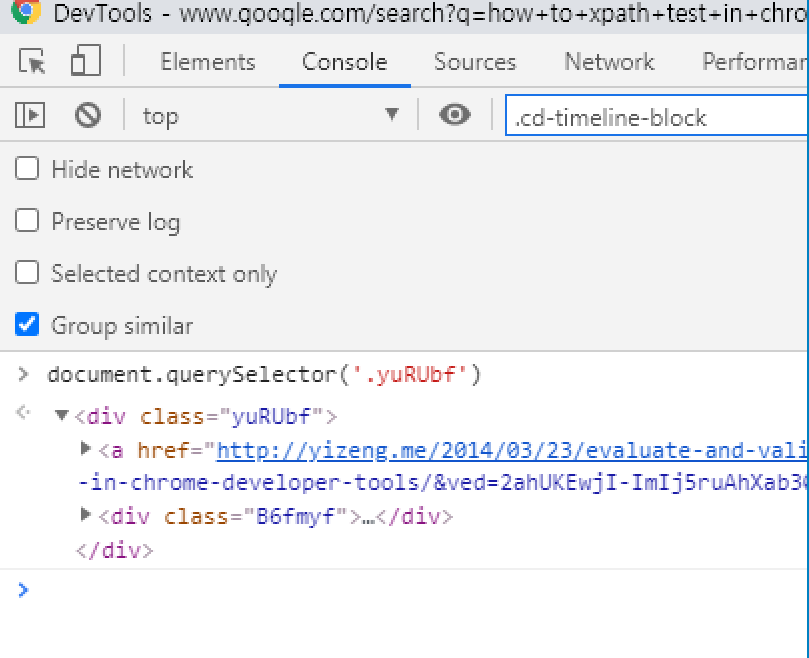 DevTools - www.google.com/search?q=how+to+xpath+test+in+chro
Elements Console Sources Network Performar
top ▼ .cd-timeline-block
Hide network
Preserve log
Selected context only
Group similar
> document.querySelector('.yuRUbf')
<· ▼<div class="yuRUbf">
▶<a href="http://yizeng.me/2014/03/23/evaluate-and-vali
-in-chrome-developer-tools/&ved=2ahUKEwjI-ImIj5ruAhXab3
▶<div class="B6fmyf">…</div>
</div>
>